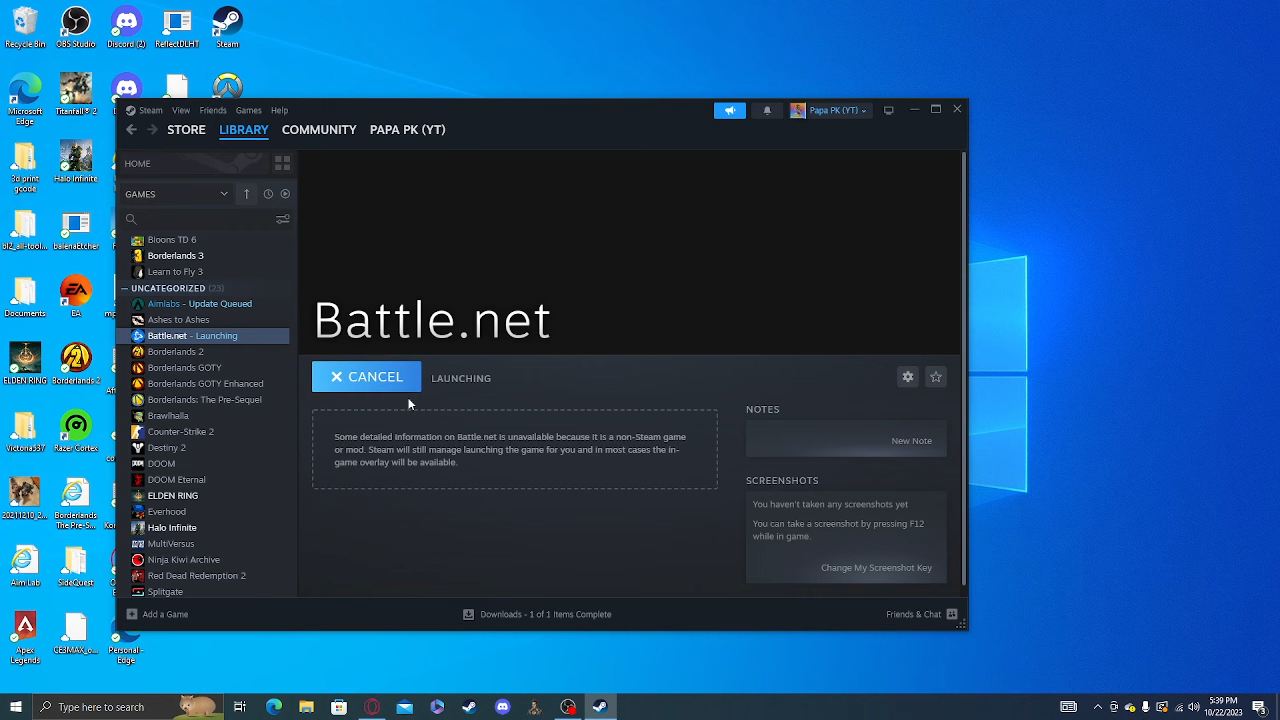 Recycle Bin
OBS Studio
Discord (2)
ReflectDLHT
Steam
Microsoft Edge
Titanfall® 2
3d print gcode
Halo Infinite
bl2_all-tool...
balenaEtcher
Documents
EA
ELDEN RING
Borderlands 2
Victona337
Razer Cortex
20211210_2...
Borderlands The Pre-Seq...
Aim Lab
SideQuest
Apex Legends
CE3MAX_o...
Personal - Edge
Steam View Friends Games Help
Papa PK (YT)
STORE LIBRARY COMMUNITY PAPA PK (YT)
HOME
GAMES
Bloons TD 6
Borderlands 3
Learn to Fly 3
UNCATEGORIZED (23)
Aimlabs - Update Queued
Ashes to Ashes
Battle.net - Launching
Borderlands 2
Borderlands GOTY
Borderlands GOTY Enhanced
Borderlands: The Pre-Sequel
Brawlhalla
Counter-Strike 2
Destiny 2
DOOM
DOOM Eternal
ELDEN RING
Everhood
Halo Infinite
MultiVersus
Ninja Kiwi Archive
Red Dead Redemption 2
Splitgate
Battle.net
CANCEL
LAUNCHING
Some detailed information on Battle.net is unavailable because it is a non-Steam game
or mod. Steam will still manage launching the game for you and in most cases the in-
game overlay will be available.
NOTES
New Note
SCREENSHOTS
You haven't taken any screenshots yet
You can take a screenshot by pressing F12
while in game.
Change My Screenshot Key
Add a Game
Downloads - 1 of 1 Items Complete
Friends & Chat
Type here to search
5:39 PM
10/22/2023